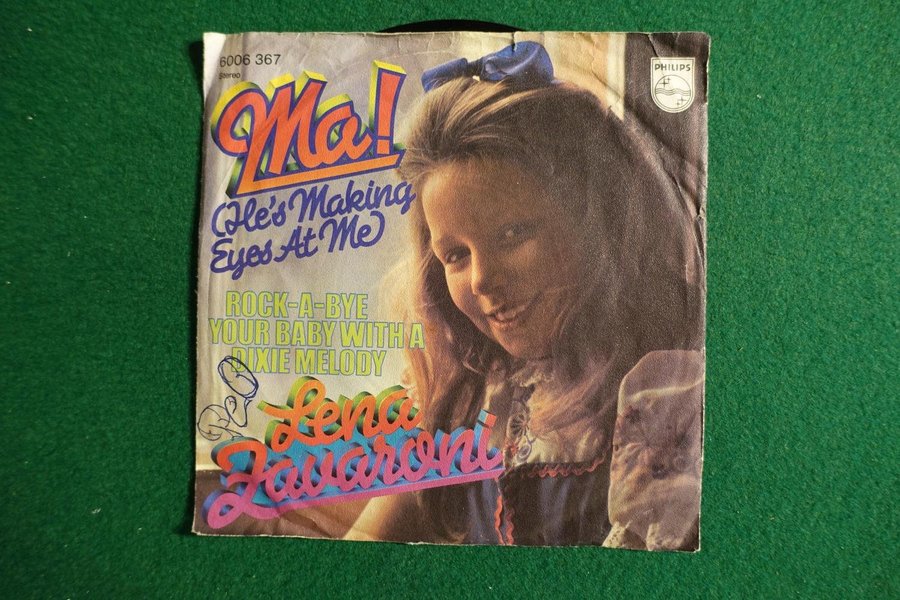 6006 367
Stereo
PHILIPS
Ma!
(He's Making
Eyes At Me)
ROCK-A-BYE
YOUR BABY WITH A
DIXIE MELODY
Lena
Zavaroni